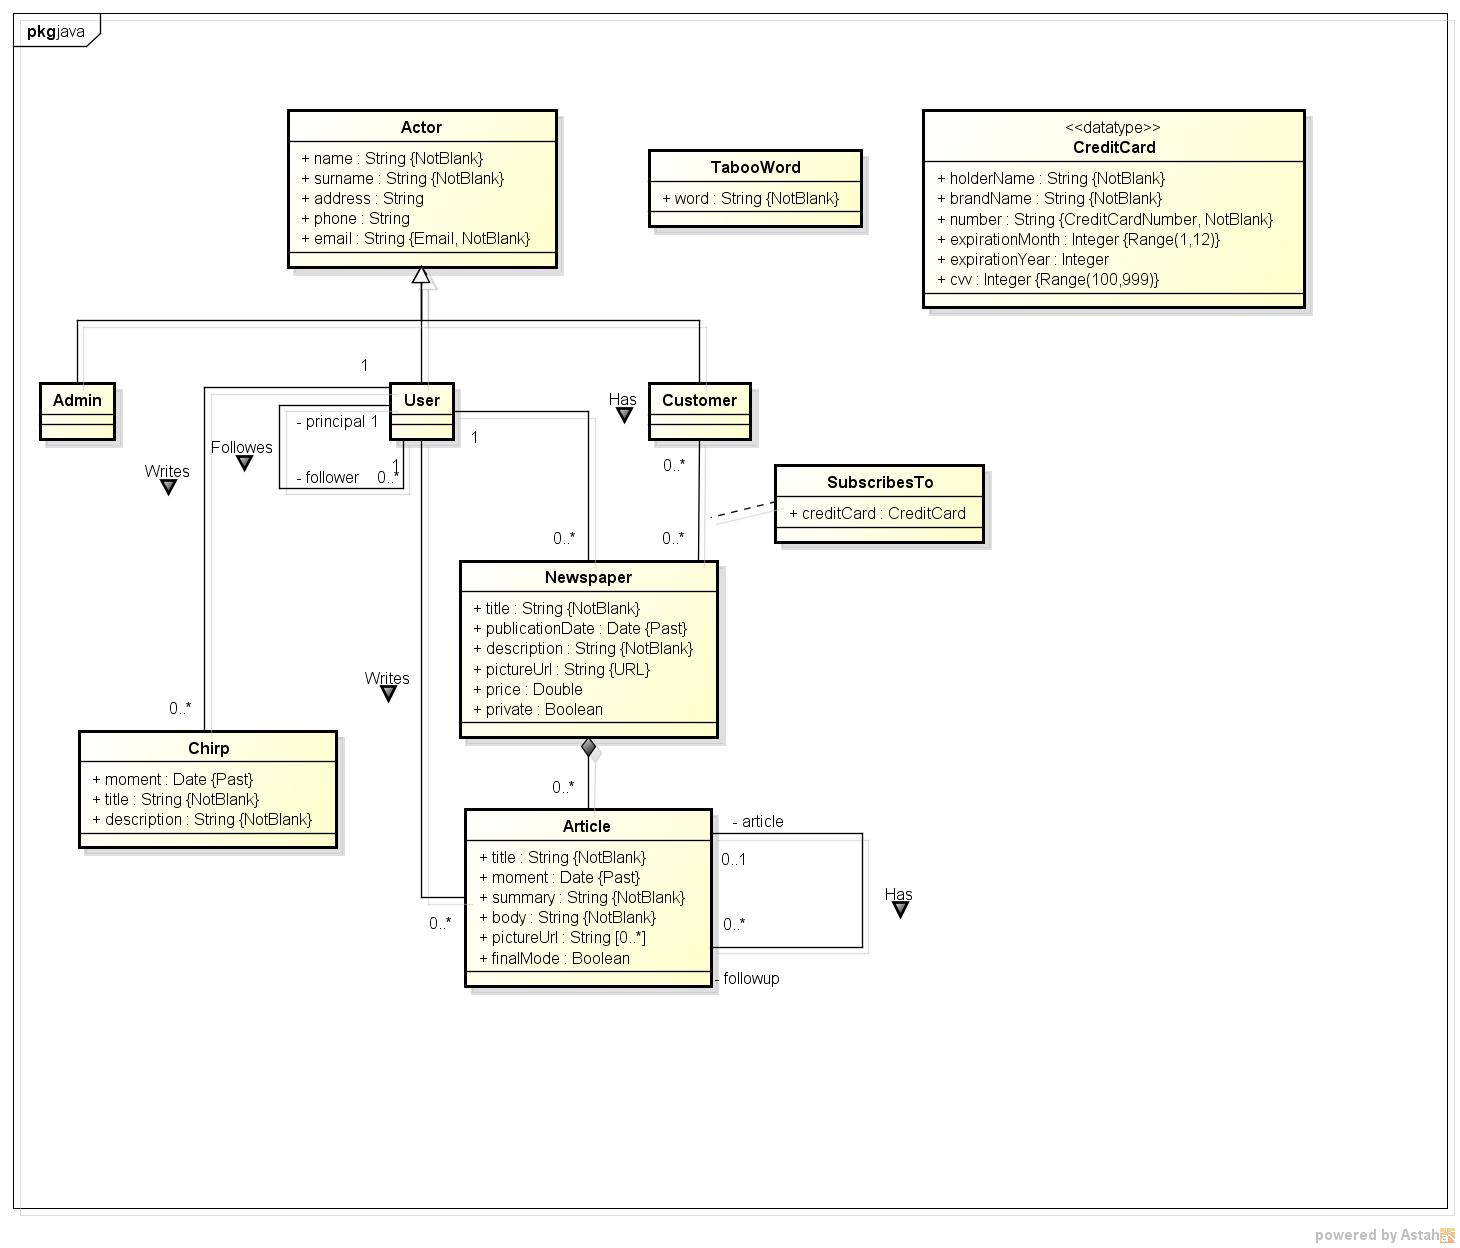 pkg java
Actor
+ name : String {NotBlank}
+ surname : String {NotBlank}
+ address : String
+ phone : String
+ email : String {Email, NotBlank}
TabooWord
+ word : String {NotBlank}
<<datatype>>
CreditCard
+ holderName : String {NotBlank}
+ brandName : String {NotBlank}
+ number : String {CreditCardNumber, NotBlank}
+ expirationMonth : Integer {Range(1,12)}
+ expirationYear : Integer
+ cvv : Integer {Range(100,999)}
1
Admin
User
Has
Customer
- principal 1
1
Followes
Writes
1
- follower 0..*
0..*
SubscribesTo
+ creditCard : CreditCard
0..*
0..*
Newspaper
+ title : String {NotBlank}
+ publicationDate : Date {Past}
+ description : String {NotBlank}
+ pictureUrl : String {URL}
+ price : Double
+ private : Boolean
Writes
0..*
Chirp
+ moment : Date {Past}
+ title : String {NotBlank}
+ description : String {NotBlank}
0..*
Article
+ title : String {NotBlank}
+ moment : Date {Past}
+ summary : String {NotBlank}
+ body : String {NotBlank}
+ pictureUrl : String [0..*]
+ finalMode : Boolean
0..*
- article
0..1
Has
0..*
- followup
powered by Astah